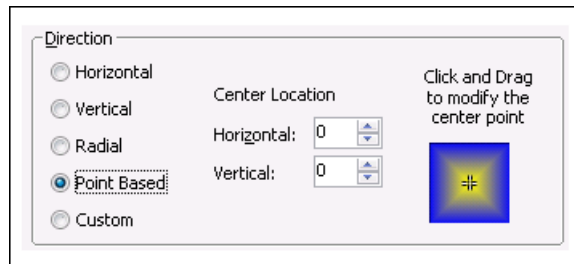 Direction
Horizontal
Vertical
Radial
Point Based
Custom
Center Location
Horizontal: 0
Vertical: 0
Click and Drag
to modify the
center point